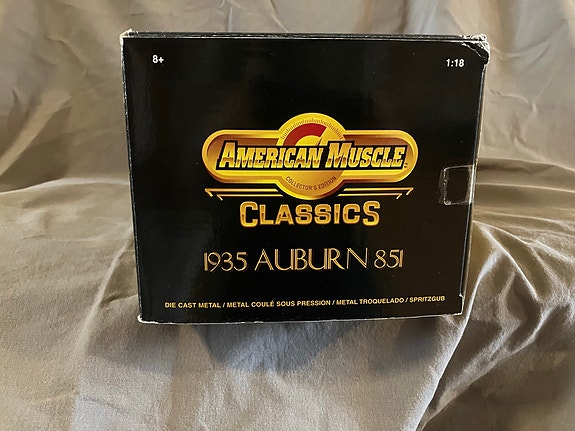 8+
1:18
AMERICAN MUSCLE
COLLECTOR'S EDITION
CLASSICS
1935 AUBURN 851
DIE CAST METAL / METAL COULÉ SOUS PRESSION / METAL TROQUELADO / SPRITZGUB